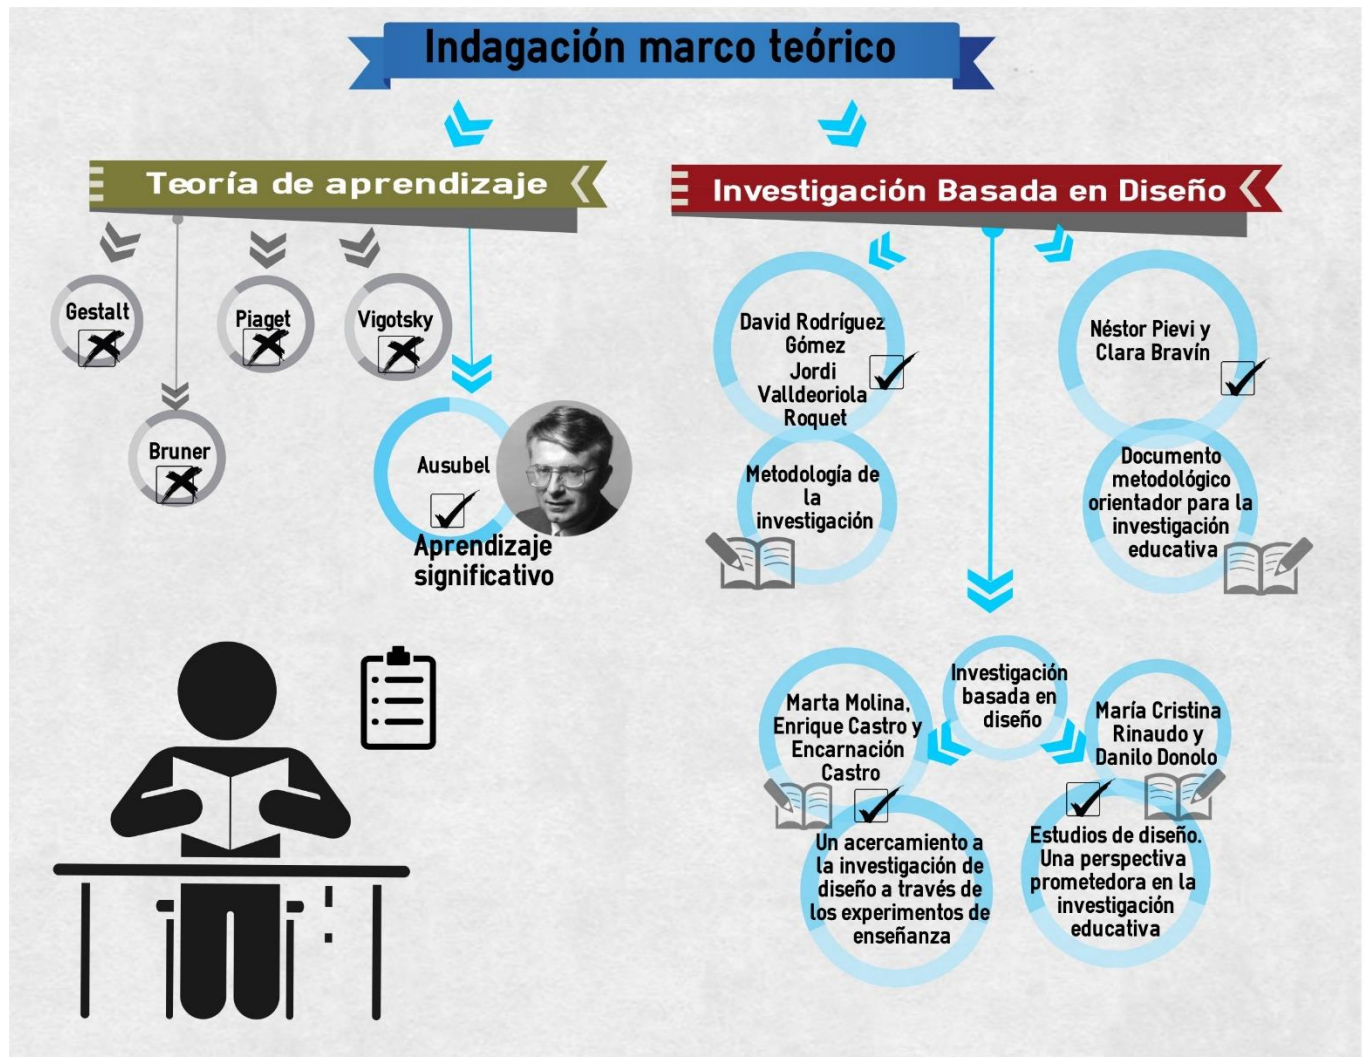 Indagación marco teórico
Teoría de aprendizaje
Gestalt
Piaget
Vigotsky
Bruner
Ausubel
Aprendizaje
significativo
Investigación Basada en Diseño
David Rodríguez
Gómez
Jordi
Valldeoriola
Roquet
Metodología de
la
investigación
Néstor Pievi y
Clara Bravín
Documento
metodológico
orientador para la
investigación
educativa
Investigación
basada en
diseño
Marta Molina,
Enrique Castro y
Encarnación
Castro
Un acercamiento a
la investigación de
diseño a través de
los experimentos de
enseñanza
María Cristina
Rinaudo y
Danilo Donolo
Estudios de diseño.
Una perspectiva
prometedora en la
investigación
educativa